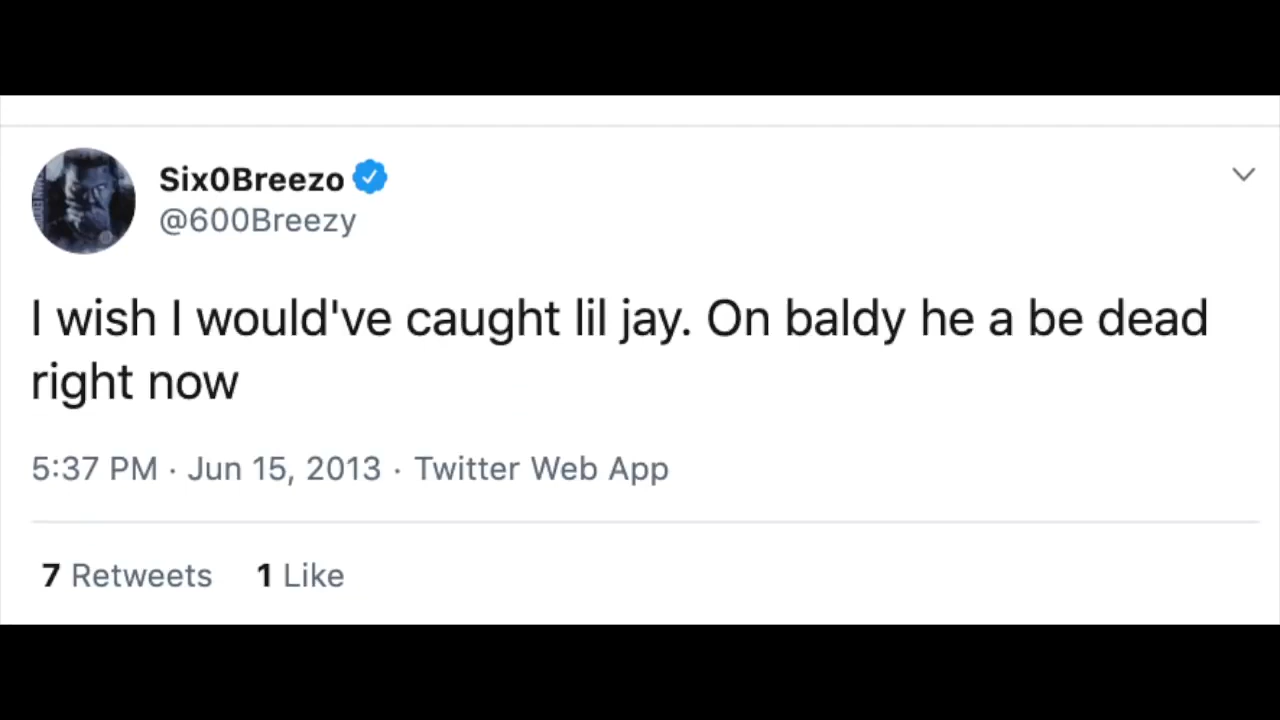 Six0Breezo
@600Breezy
I wish I would've caught lil jay. On baldy he a be dead
right now
5:37 PM · Jun 15, 2013 · Twitter Web App
7 Retweets 1 Like